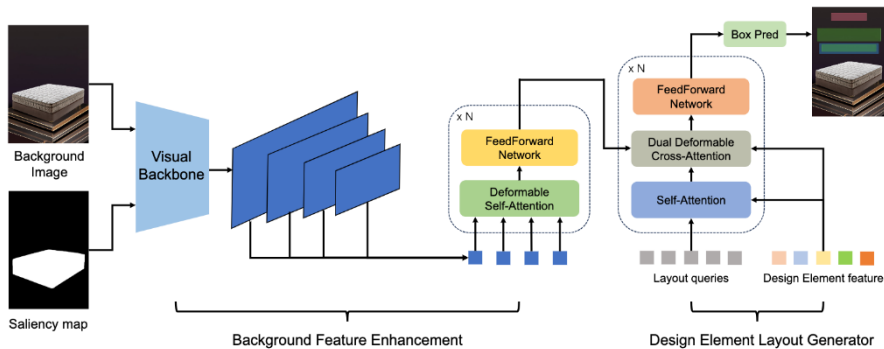 Background
Image
Saliency map
Visual
Backbone
x N
FeedForward
Network
Deformable
Self-Attention
Background Feature Enhancement
x N
FeedForward
Network
Dual Deformable
Cross-Attention
Self-Attention
Box Pred
Layout queries
Design Element feature
Design Element Layout Generator